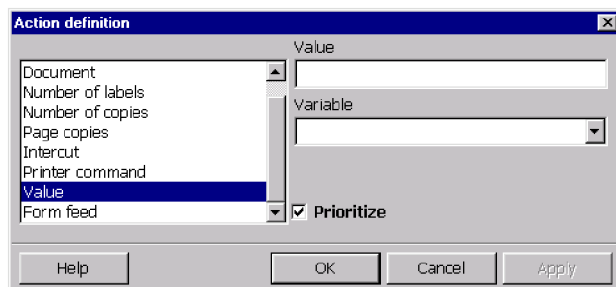 Action definition
Value
Document
Number of labels
Number of copies
Page copies
Intercut
Printer command
Value
Form feed
Variable
Prioritize
Help
OK
Cancel
Apply